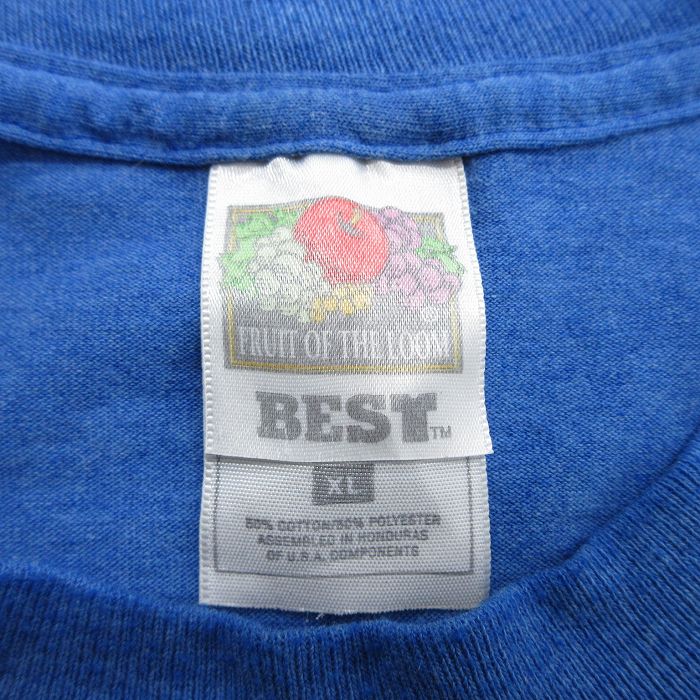 ®
FRUIT OF THE LOOM
BEST™
XL
50% COTTON/50% POLYESTER
ASSEMBLED IN HONDURAS
OF U.S.A. COMPONENTS